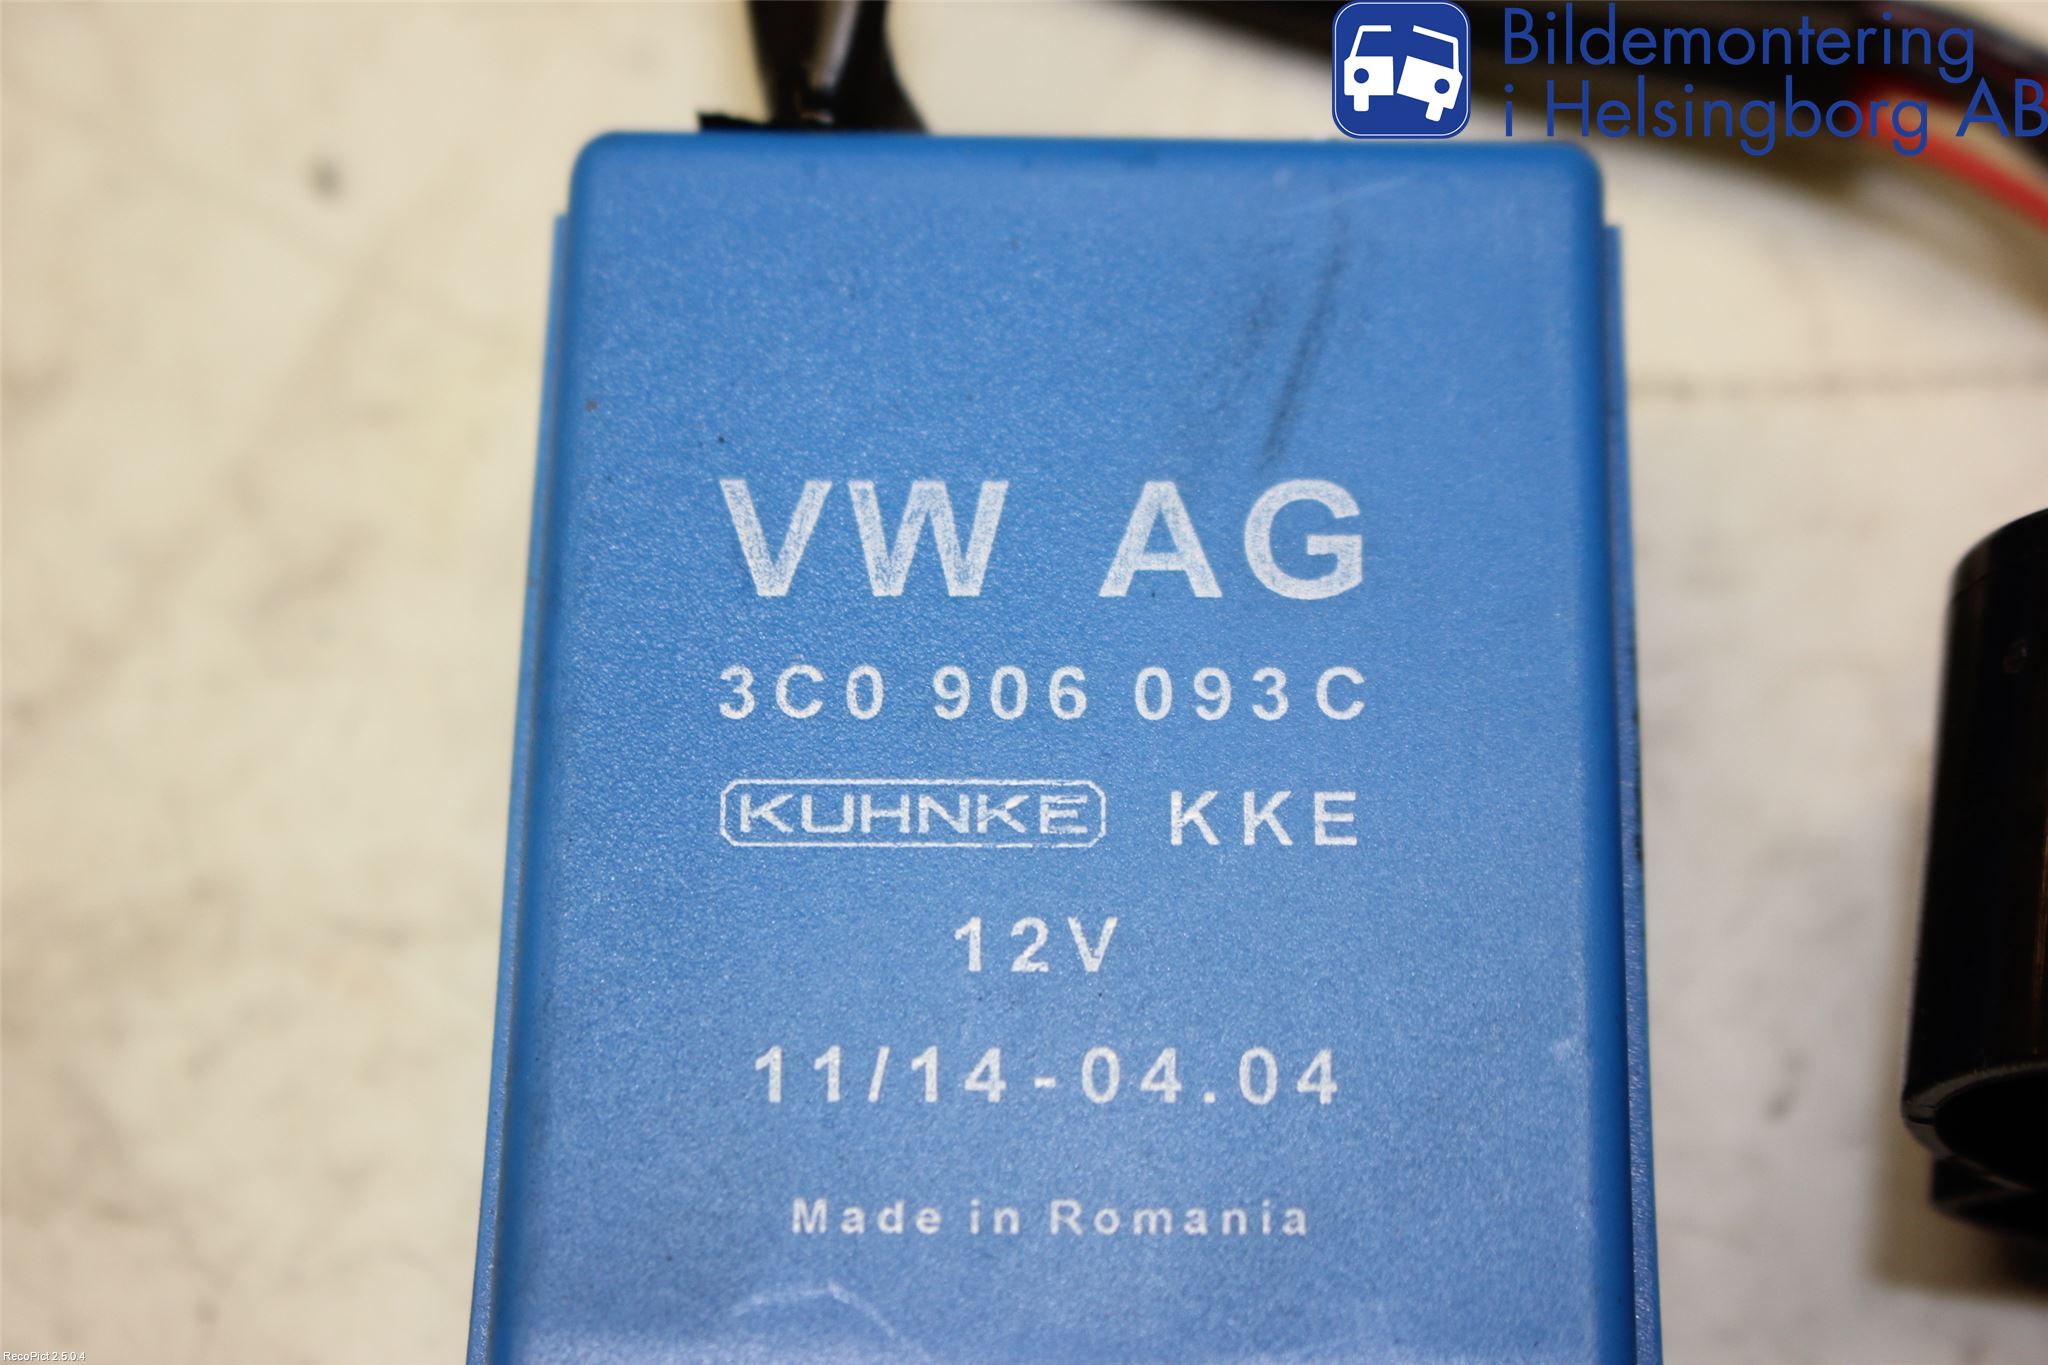 Bildemontering
i Helsingborg AB
VW AG
3C0 906 093C
KUHNKE KKE
12V
11/14-04.04
Made in Romania
RecoPict 2.5.0.4